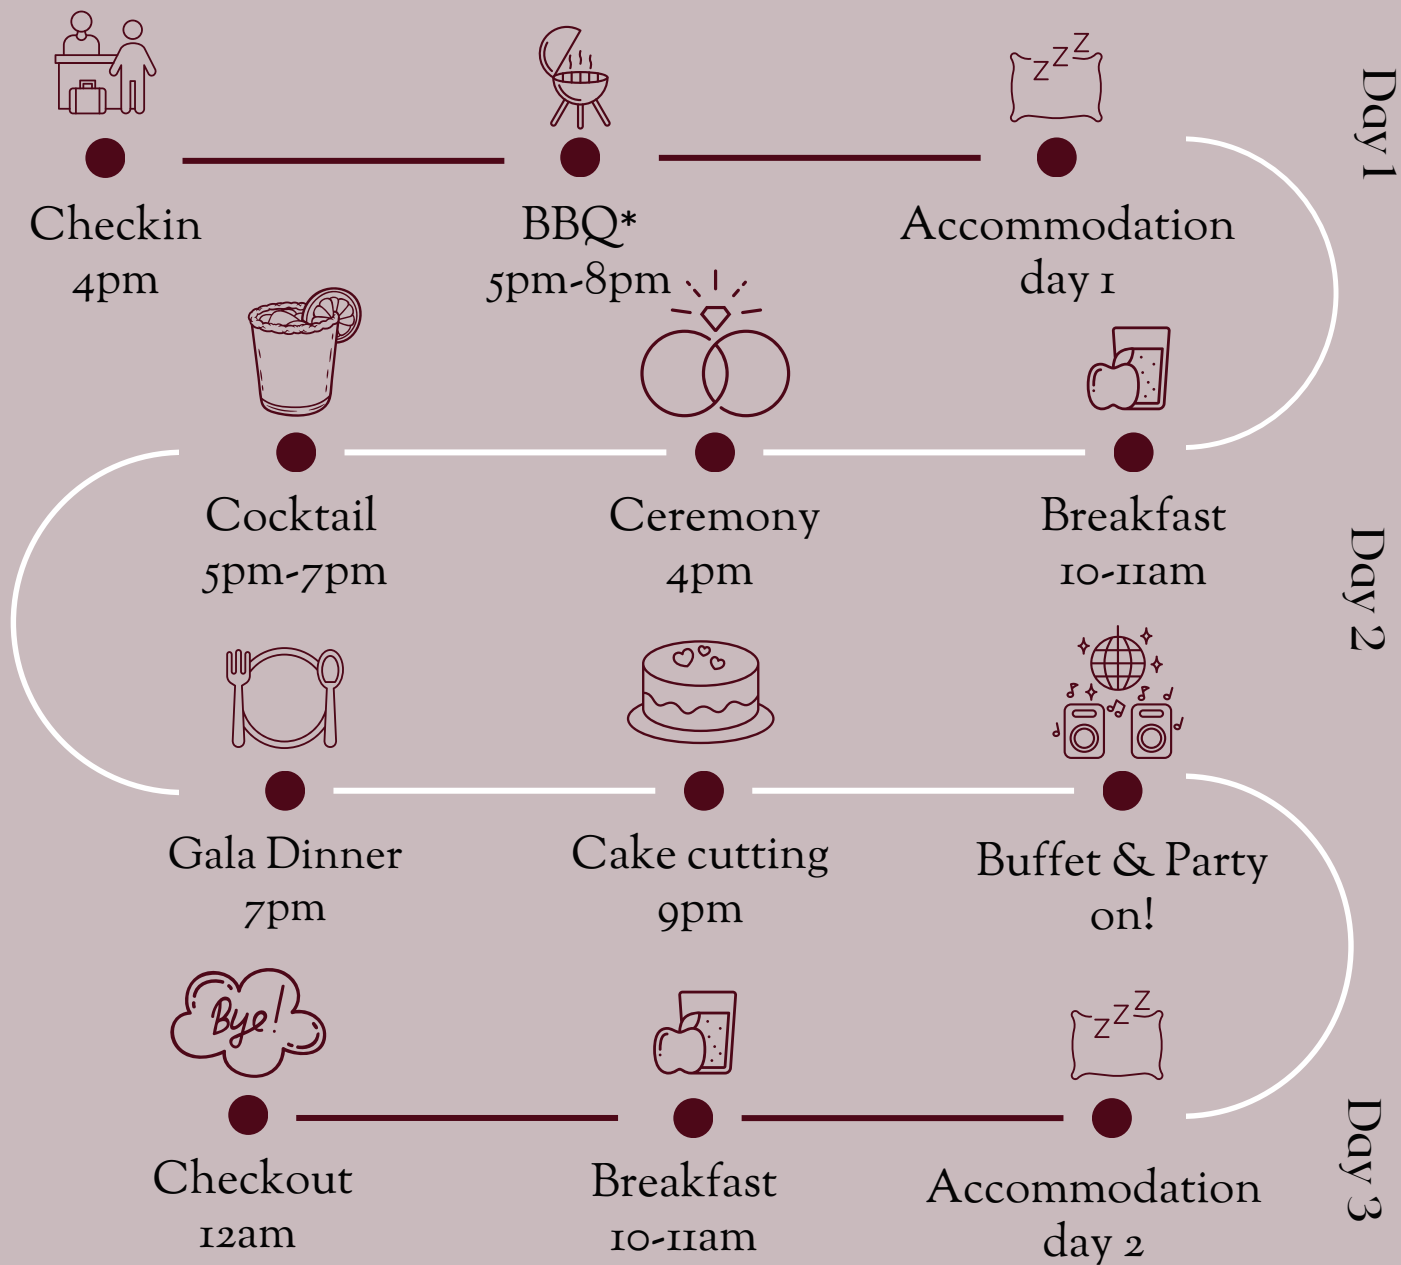 Day 1
Checkin
4pm
BBQ*
5pm-8pm
Accommodation
day 1
Day 2
Breakfast
10-11am
Ceremony
4pm
Cocktail
5pm-7pm
Gala Dinner
7pm
Cake cutting
9pm
Buffet & Party
on!
Day 3
Accommodation
day 2
Breakfast
10-11am
Bye!
Checkout
12am
z z z
z z z